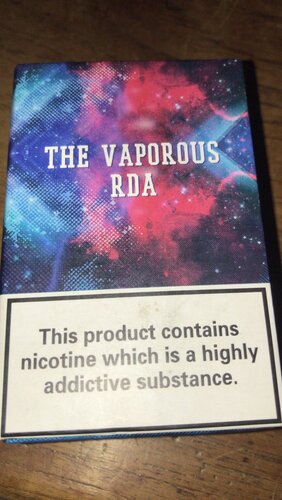 THE VAPOROUS
RDA
This product contains
nicotine which is a highly
addictive substance.